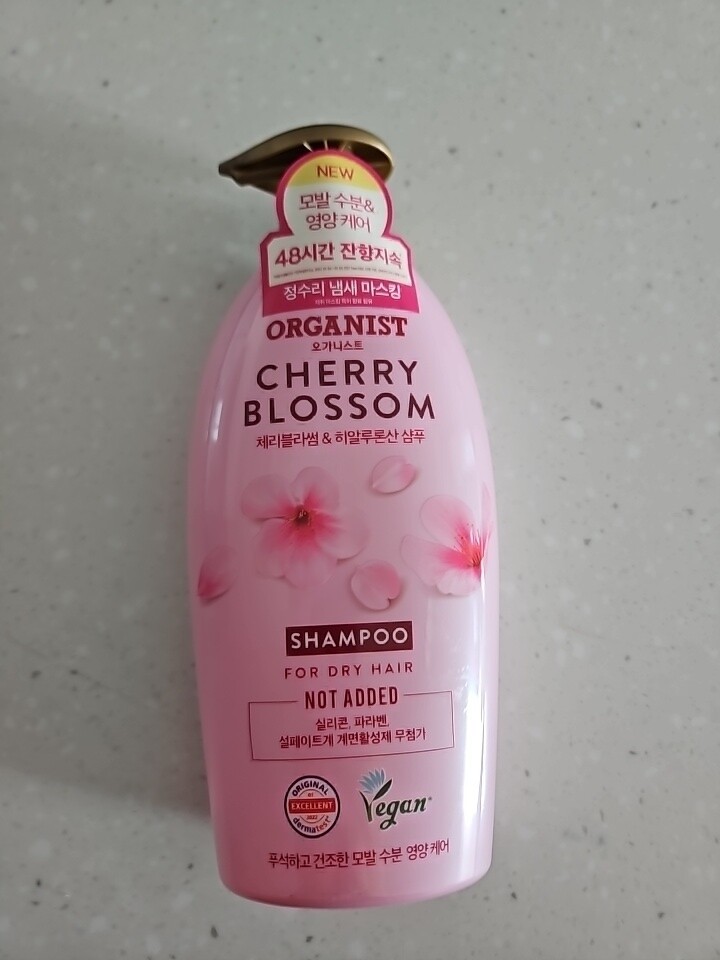 NEW
모발 수분&
영양 케어
48시간 잔향지속
정수리 냄새 마스킹
ORGANIST
오가니스트
CHERRY
BLOSSOM
체리블라썸 & 히알루론산 샴푸
SHAMPOO
FOR DRY HAIR
NOT ADDED
실리콘, 파라벤,
설페이트계 계면활성제 무첨가
ORIGINAL
EXCELLENT
dermatest
Vegan
푸석하고 건조한 모발 수분 영양 케어